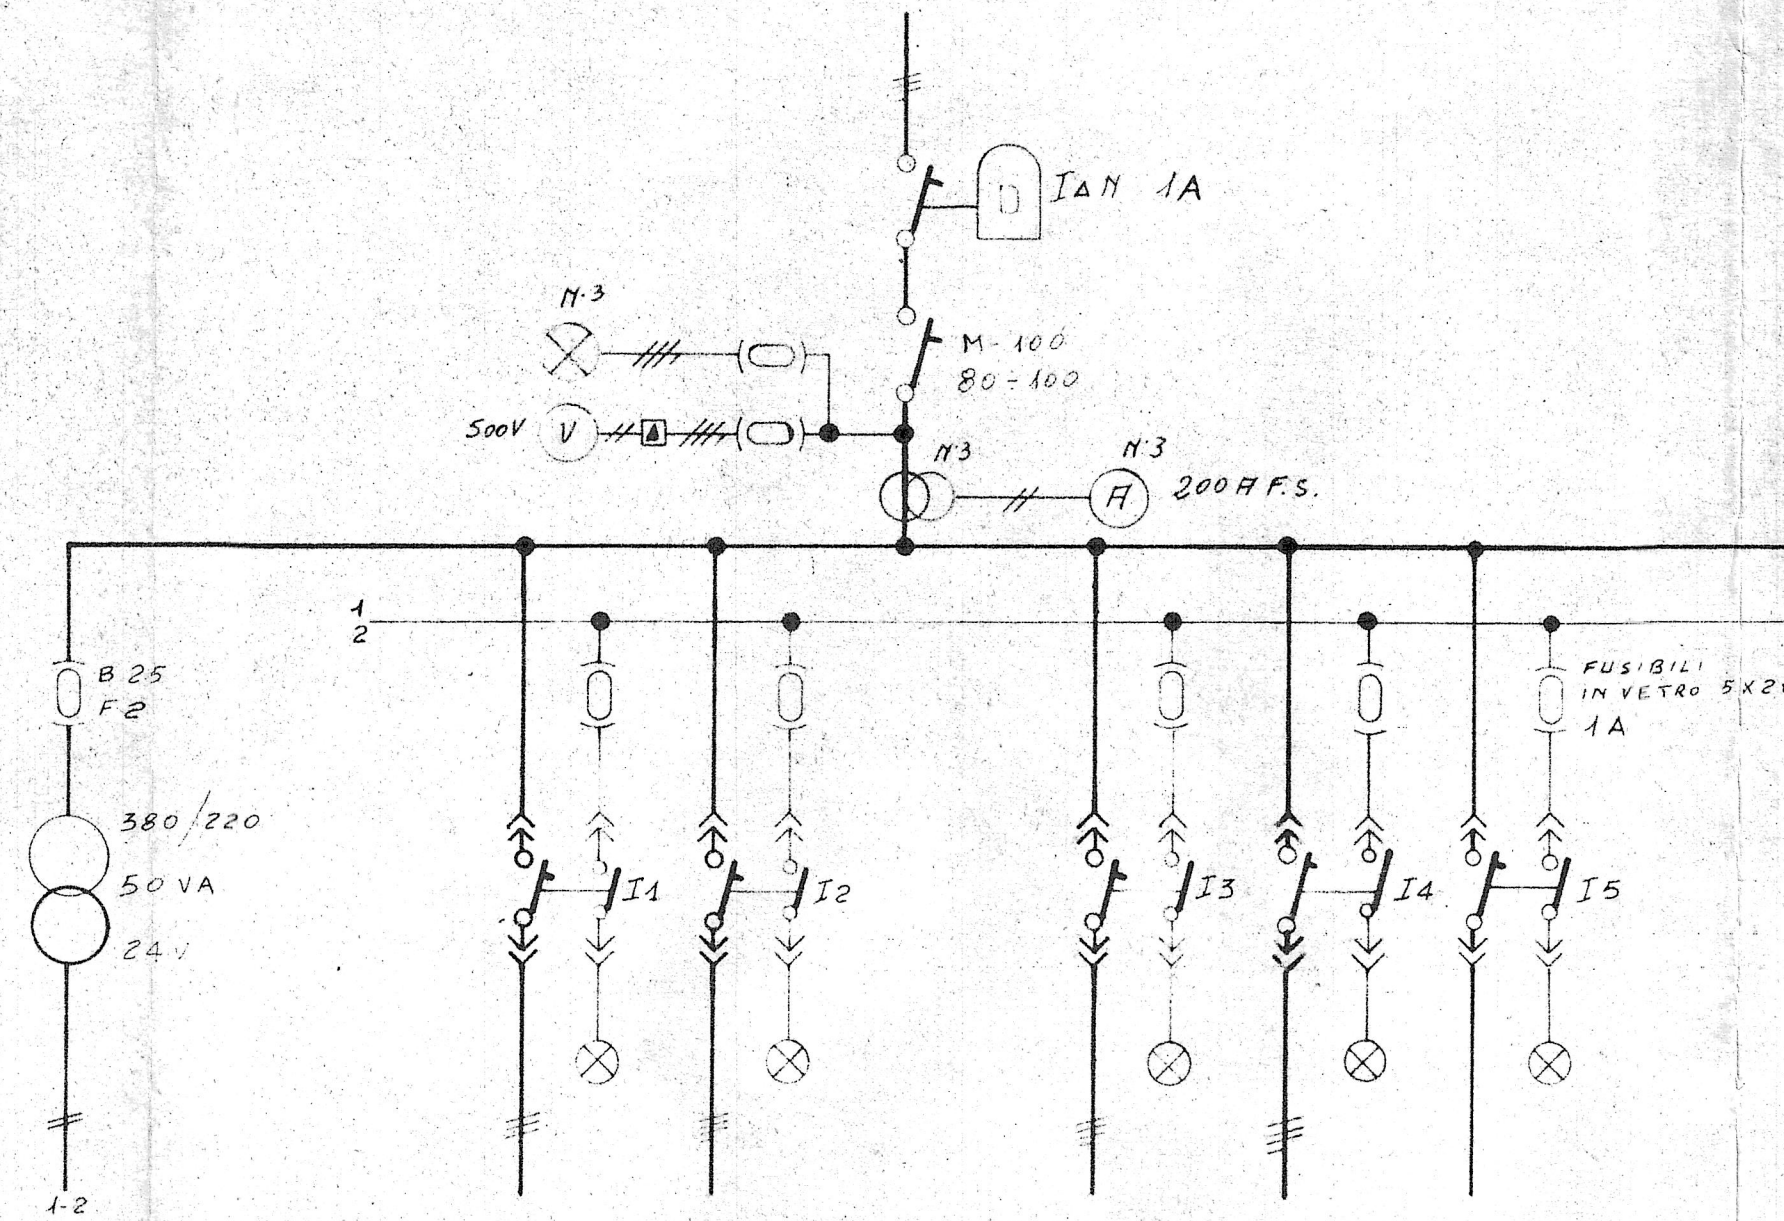 IΔN 1A
N.3
M-100
80÷100
500V V
N.3
N.3
A 200A F.S.
1
2
B 25
F2
FUSIBILI
IN VETRO 5X2
1A
380/220
50 VA
24V
I1
I2
I3
I4
I5
1-2